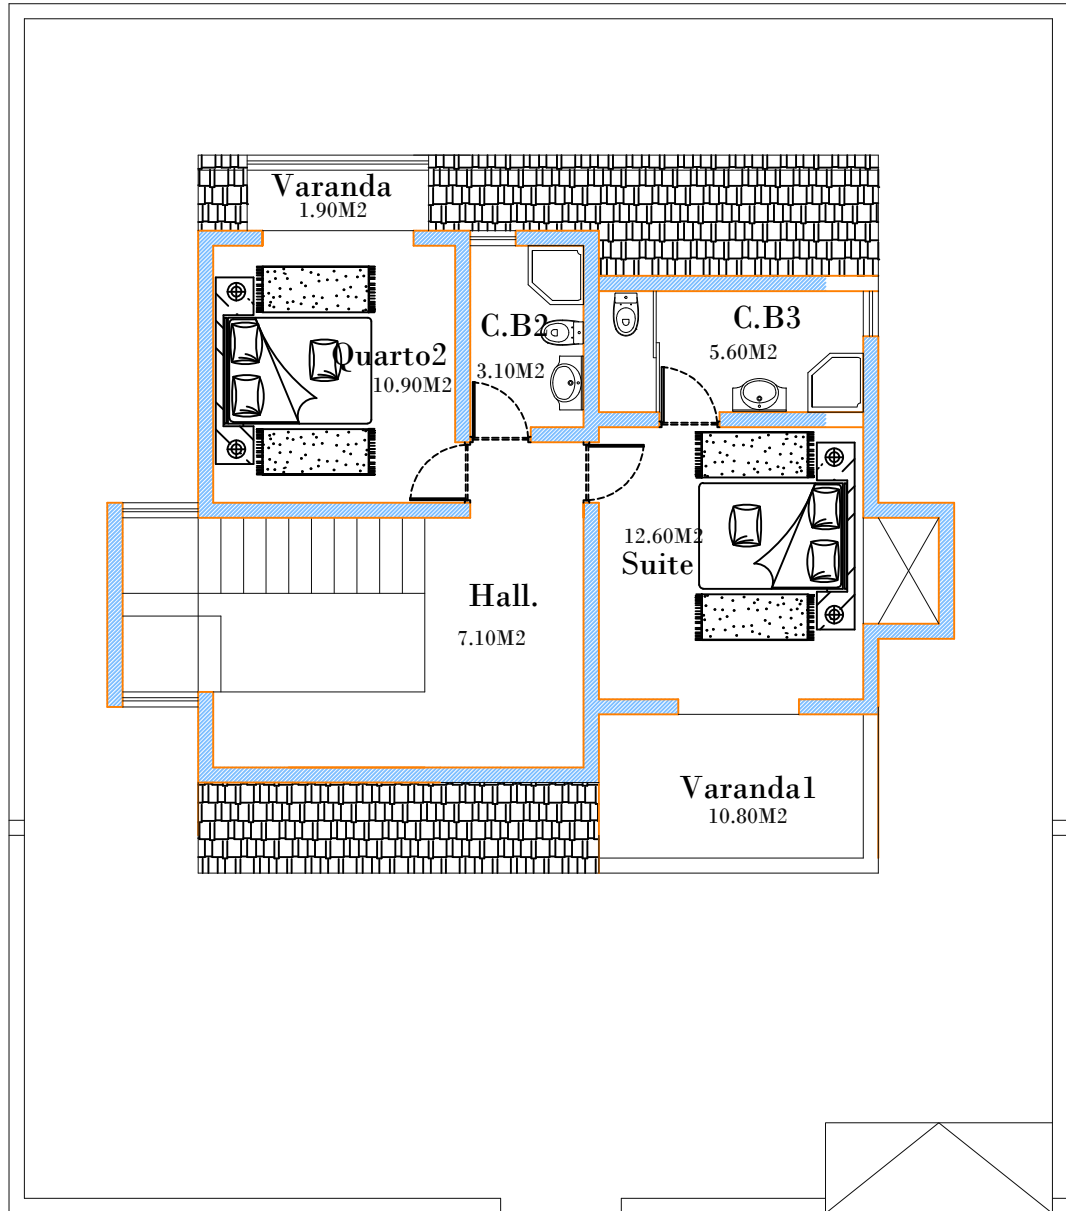 Varanda
1.90M2
C.B2
3.10M2
C.B3
5.60M2
Quarto2
10.90M2
12.60M2
Suite
Hall.
7.10M2
Varanda1
10.80M2